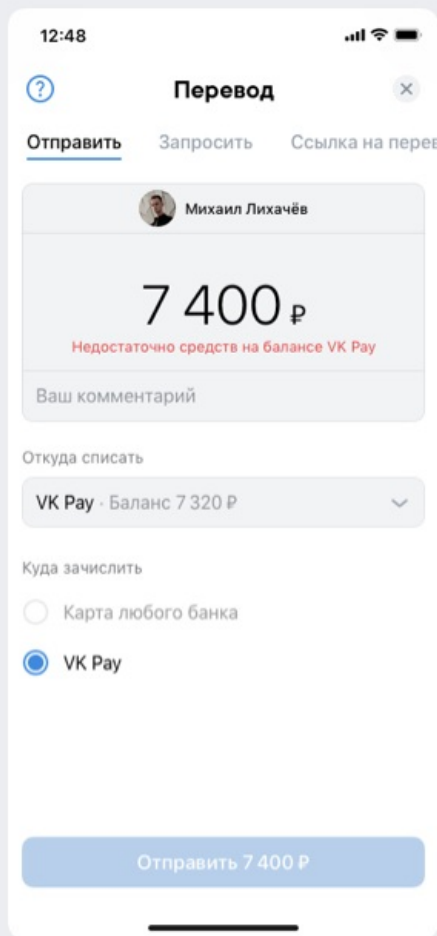 12:48
Перевод
Отправить Запросить Ссылка на перев
Михаил Лихачёв
7 400 ₽
Недостаточно средств на балансе VK Pay
Ваш комментарий
Откуда списать
VK Pay · Баланс 7 320 ₽
Куда зачислить
Карта любого банка
VK Pay
Отправить 7 400 ₽